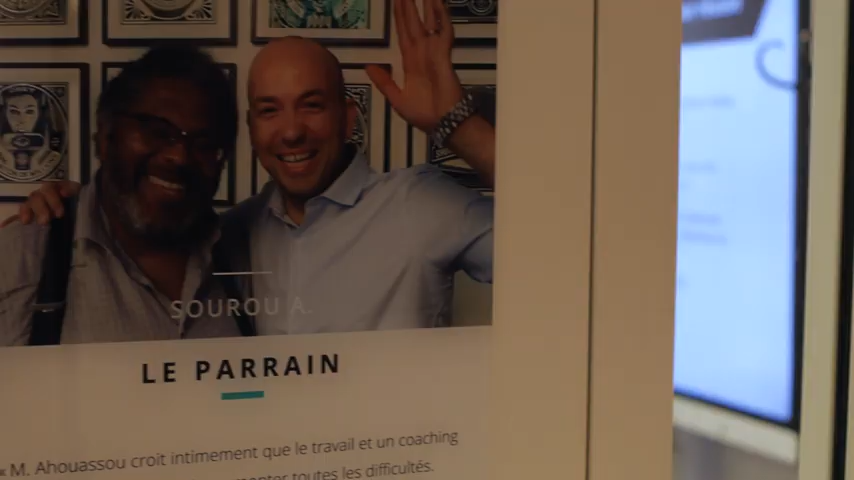 SOUROU A.
LE PARRAIN
« M. Ahouassou croit intimement que le travail et un coaching
toutes les difficultés.